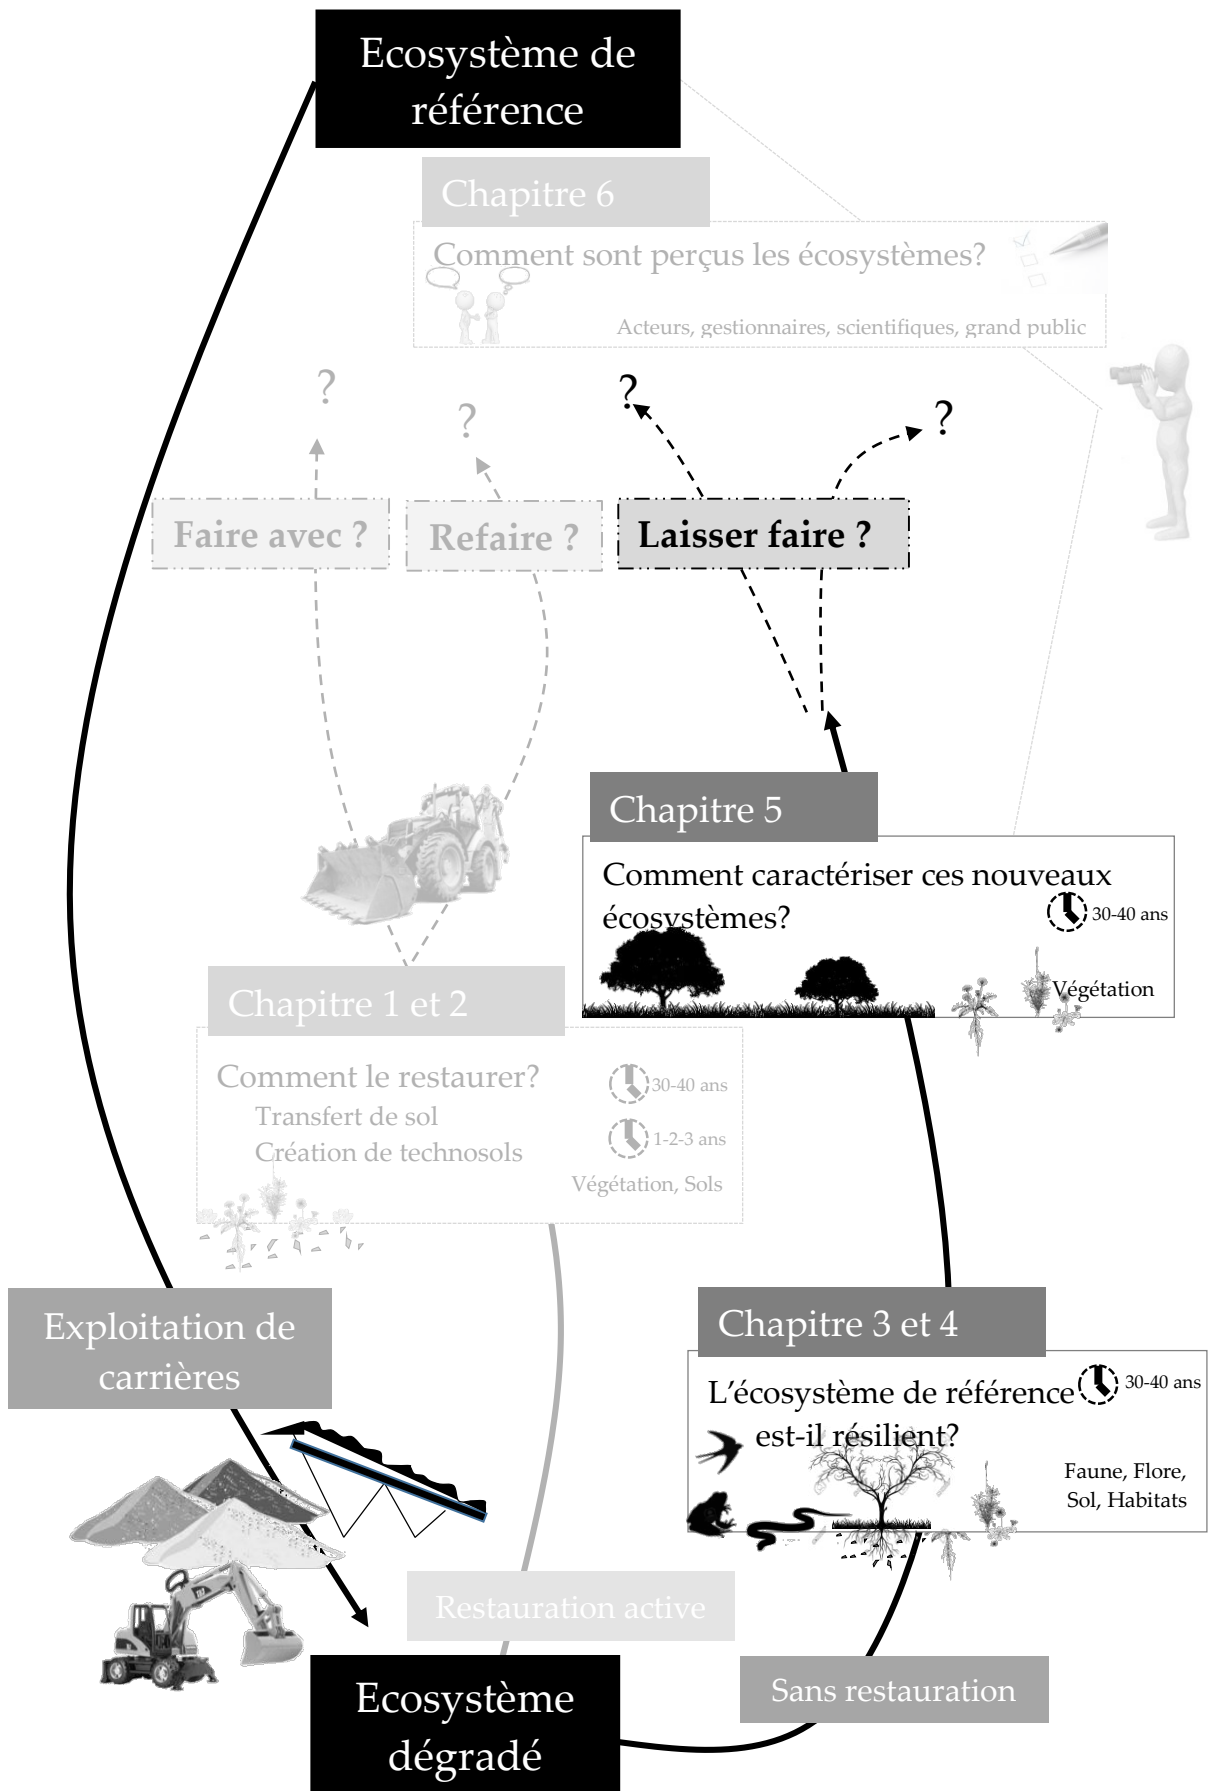 Ecosystème de
référence
Chapitre 6
Comment sont perçus les écosystèmes?
Acteurs, gestionnaires, scientifiques, grand public
?
?
?
?
Faire avec ?
Refaire ?
Laisser faire ?
Chapitre 5
Comment caractériser ces nouveaux
écosystèmes?
30-40 ans
Végétation
Chapitre 1 et 2
Comment le restaurer?
30-40 ans
Transfert de sol
1-2-3 ans
Création de technosols
Végétation, Sols
Exploitation de
carrières
Chapitre 3 et 4
L'écosystème de référence
30-40 ans
est-il résilient?
Faune, Flore,
Sol, Habitats
Restauration active
Sans restauration
Ecosystème
dégradé